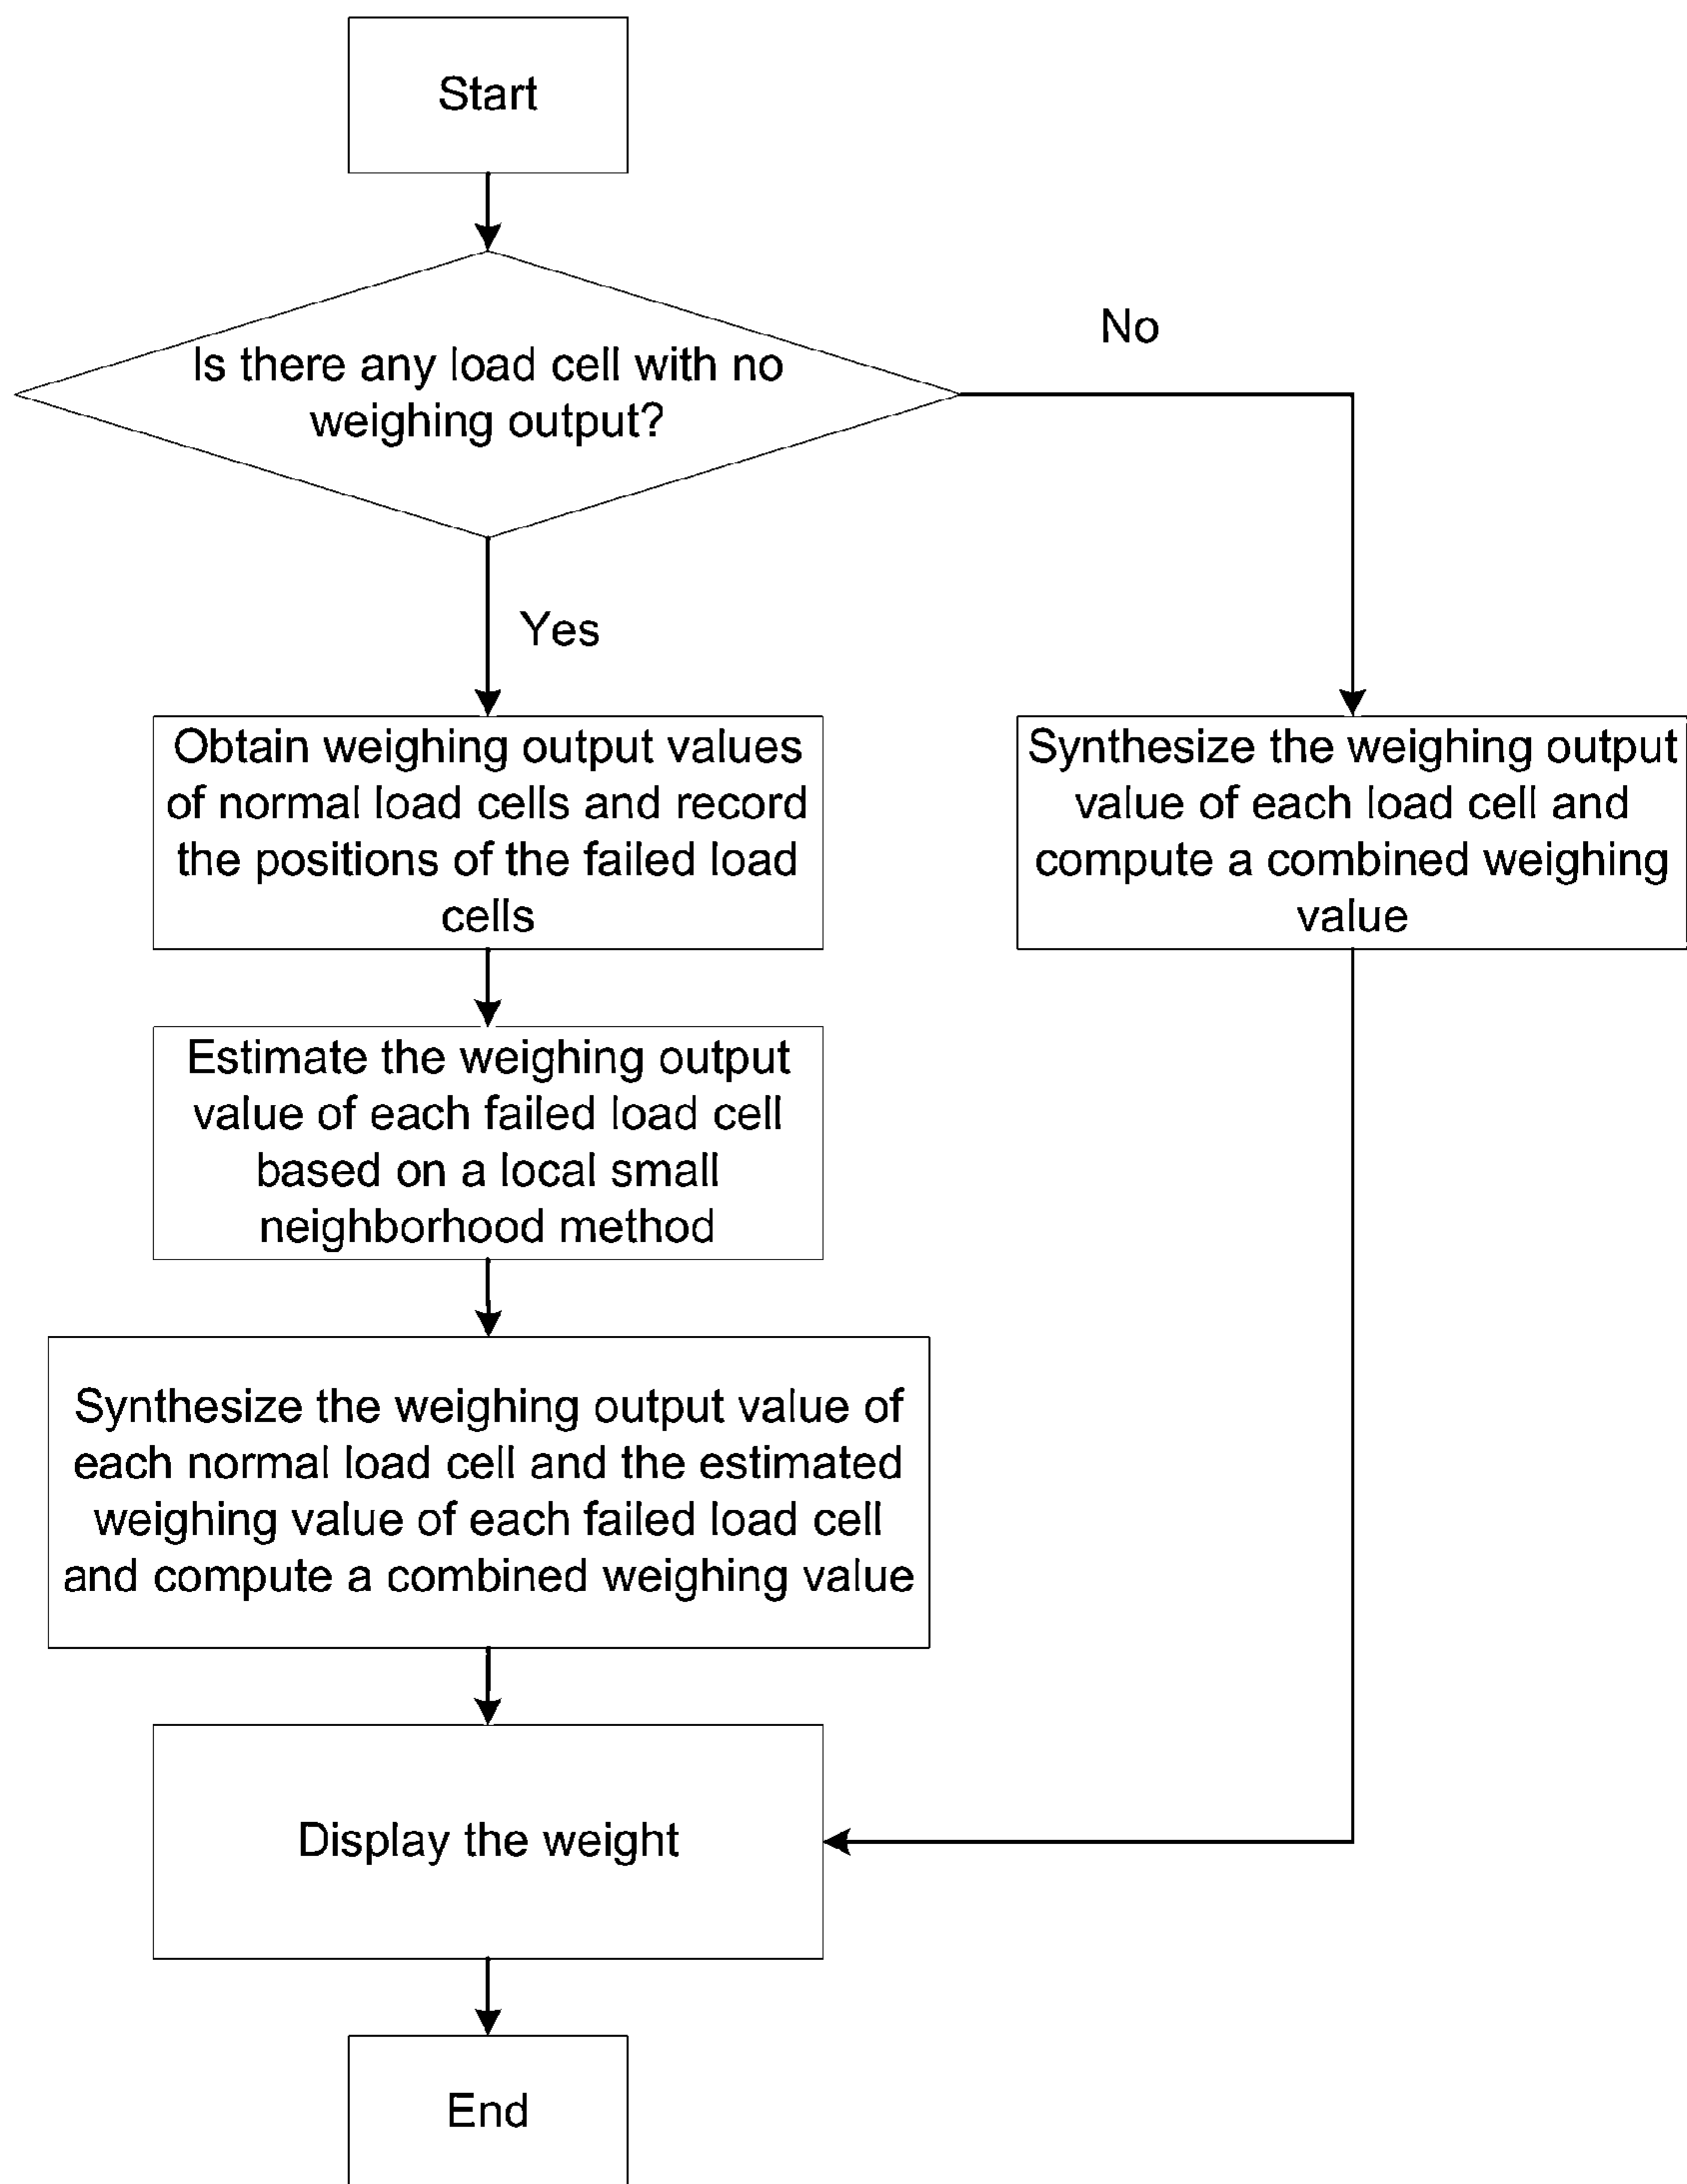 Start
Is there any load cell with no
weighing output?
No
Yes
Obtain weighing output values
of normal load cells and record
the positions of the failed load
cells
Synthesize the weighing output
value of each load cell and
compute a combined weighing
value
Estimate the weighing output
value of each failed load cell
based on a local small
neighborhood method
Synthesize the weighing output value of
each normal load cell and the estimated
weighing value of each failed load cell
and compute a combined weighing value
Display the weight
End